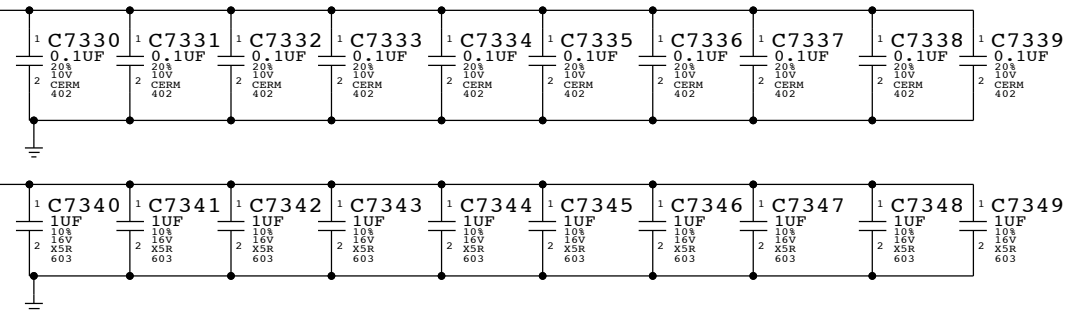 1 C7330 1 C7331 1 C7332 1 C7333 1 C7334 1 C7335 1 C7336 1 C7337 1 C7338 1 C7339
0.1UF 0.1UF 0.1UF 0.1UF 0.1UF 0.1UF 0.1UF 0.1UF 0.1UF 0.1UF
20% 20% 20% 20% 20% 20% 20% 20% 20% 20%
2 10V 2 10V 2 10V 2 10V 2 10V 2 10V 2 10V 2 10V 2 10V 2 10V
CERM CERM CERM CERM CERM CERM CERM CERM CERM CERM
402 402 402 402 402 402 402 402 402 402
1 C7340 1 C7341 1 C7342 1 C7343 1 C7344 1 C7345 1 C7346 1 C7347 1 C7348 1 C7349
1UF 1UF 1UF 1UF 1UF 1UF 1UF 1UF 1UF 1UF
10% 10% 10% 10% 10% 10% 10% 10% 10% 10%
2 16V 2 16V 2 16V 2 16V 2 16V 2 16V 2 16V 2 16V 2 16V 2 16V
X5R X5R X5R X5R X5R X5R X5R X5R X5R X5R
603 603 603 603 603 603 603 603 603 603